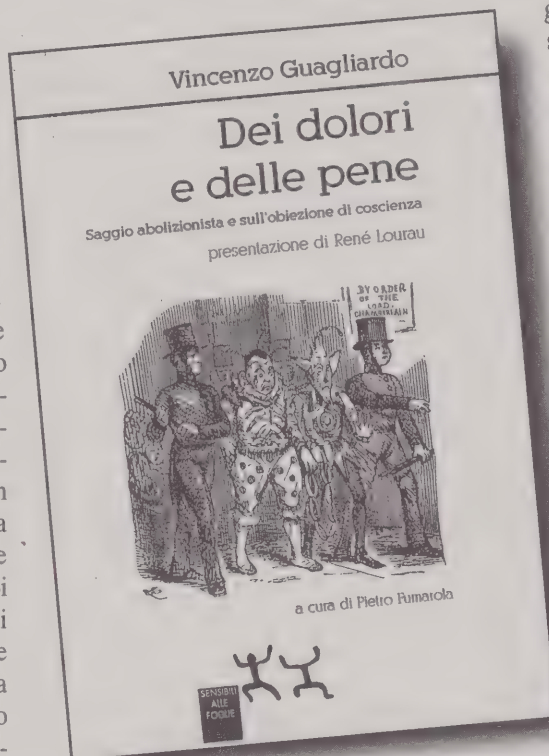 Vincenzo Guagliardo
Dei dolori
e delle pene
Saggio abolizionista e sull'obiezione di coscienza
presentazione di René Lourau
BY ORDER
OF THE
LORD
CHAMBERLAIN
a cura di Pietro Fumarola
SENSIBILI
ALLE
FOGLIE
g
s
e
o
-
-
-
n
a
e
i
i
e
a
o
-